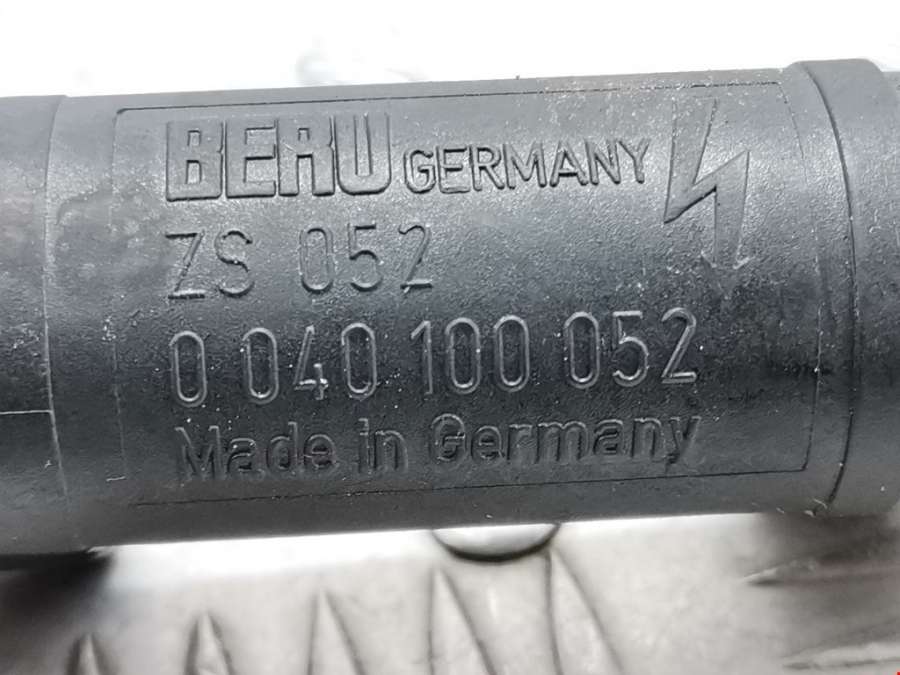 BERU GERMANY
ZS 052
0 040 100 052
Made in Germany